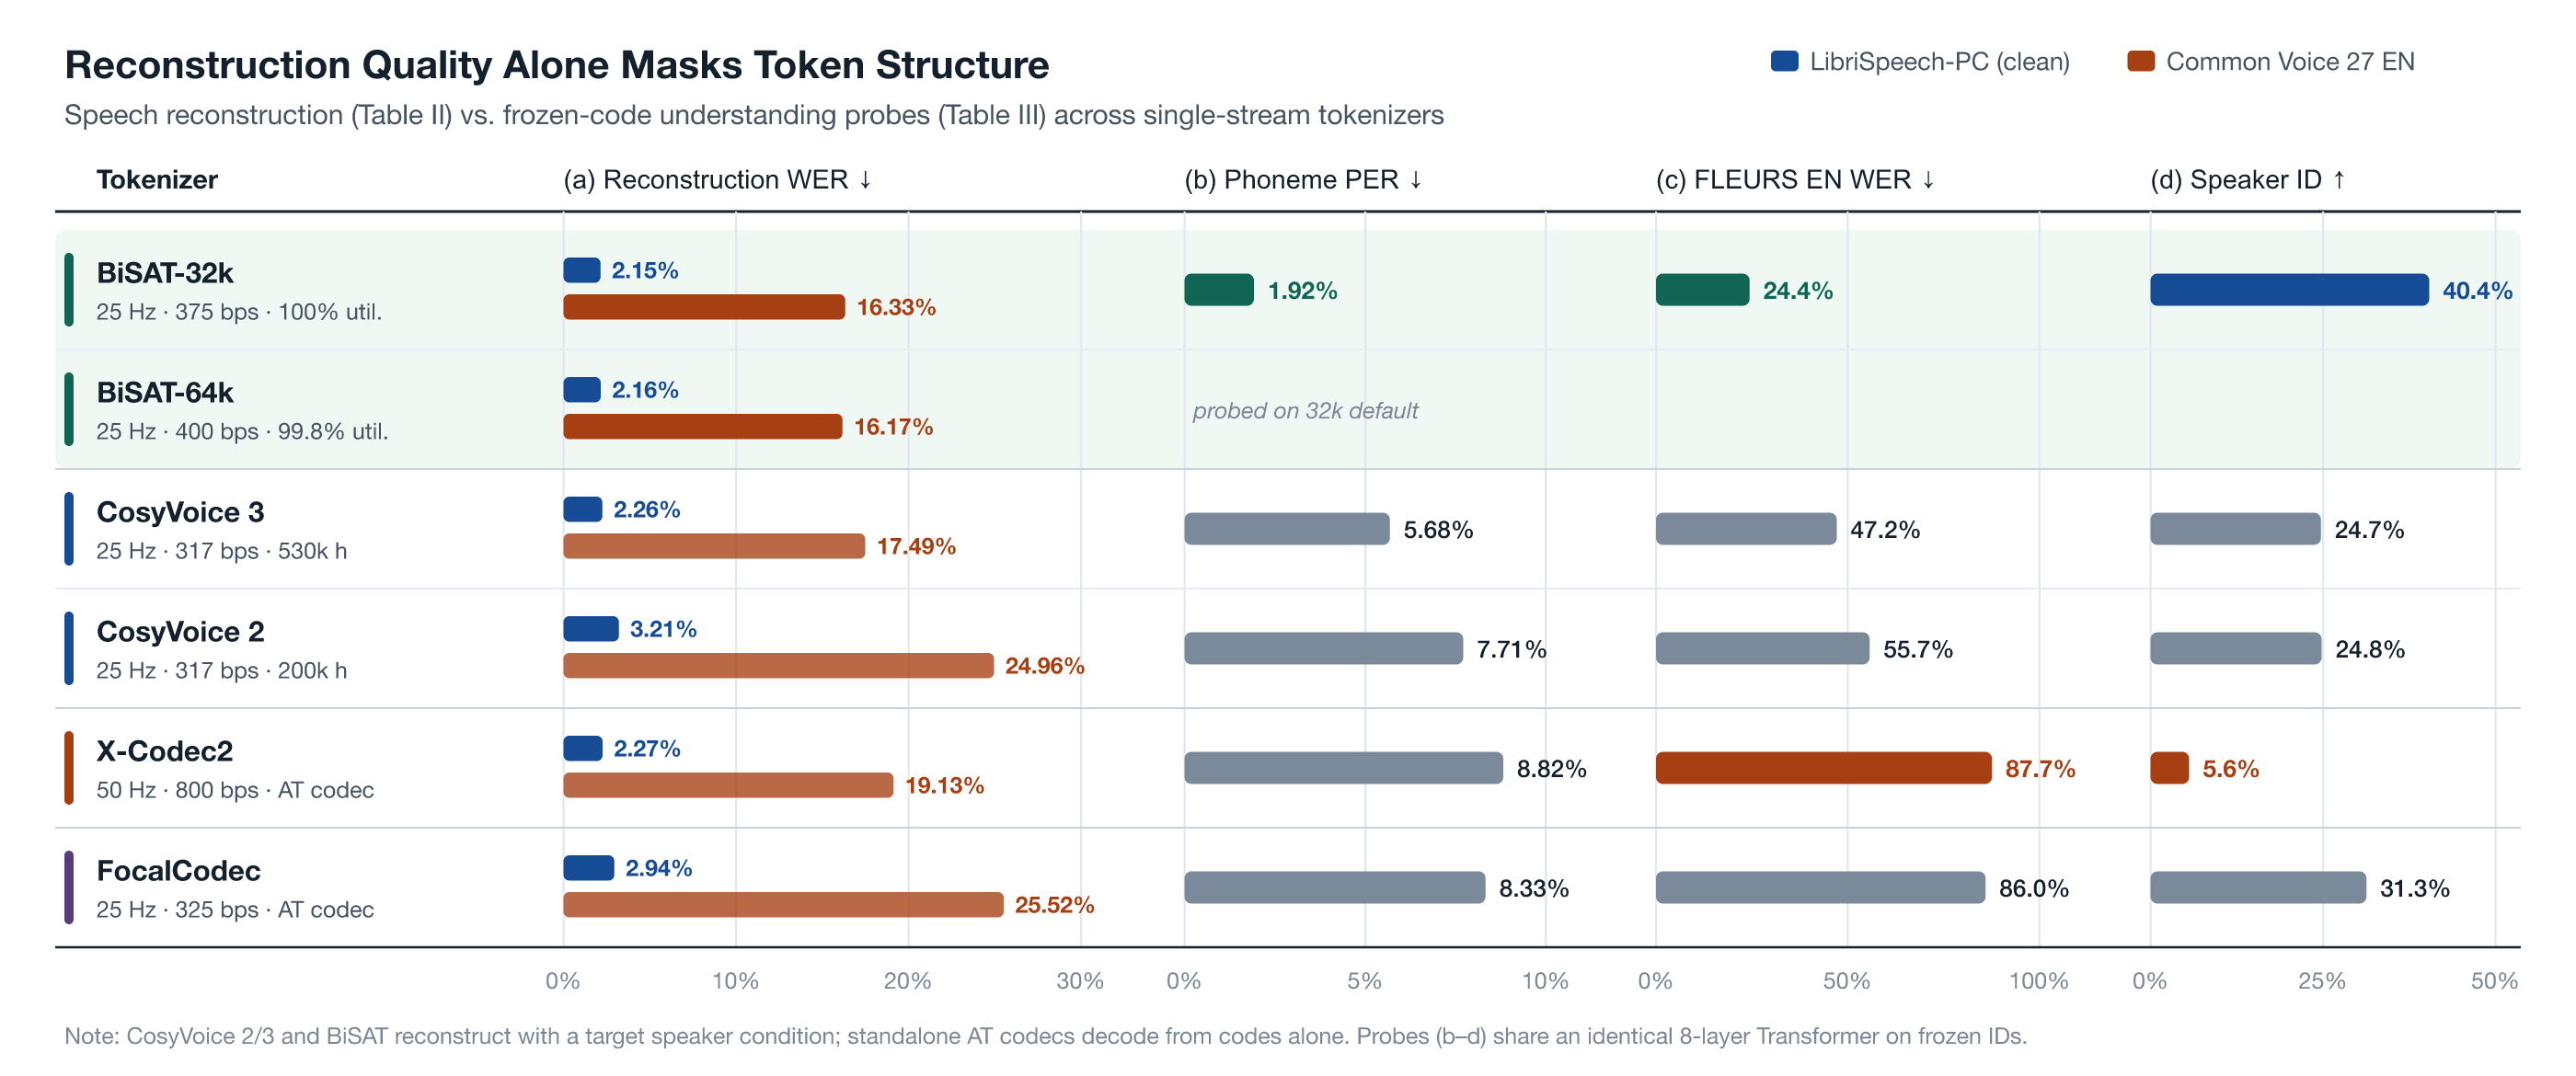 Reconstruction Quality Alone Masks Token Structure
LibriSpeech-PC (clean)
Common Voice 27 EN
Speech reconstruction (Table II) vs. frozen-code understanding probes (Table III) across single-stream tokenizers
Tokenizer
(a) Reconstruction WER ↓
(b) Phoneme PER ↓
(c) FLEURS EN WER ↓
(d) Speaker ID ↑
BiSAT-32k
25 Hz · 375 bps · 100% util.
2.15%
16.33%
1.92%
24.4%
40.4%
BiSAT-64k
25 Hz · 400 bps · 99.8% util.
2.16%
16.17%
probed on 32k default
CosyVoice 3
25 Hz · 317 bps · 530k h
2.26%
17.49%
5.68%
47.2%
24.7%
CosyVoice 2
25 Hz · 317 bps · 200k h
3.21%
24.96%
7.71%
55.7%
24.8%
X-Codec2
50 Hz · 800 bps · AT codec
2.27%
19.13%
8.82%
87.7%
5.6%
FocalCodec
25 Hz · 325 bps · AT codec
2.94%
25.52%
8.33%
86.0%
31.3%
0% 10% 20% 30% 0% 5% 10% 0% 50% 100% 0% 25% 50%
Note: CosyVoice 2/3 and BiSAT reconstruct with a target speaker condition; standalone AT codecs decode from codes alone. Probes (b–d) share an identical 8-layer Transformer on frozen IDs.